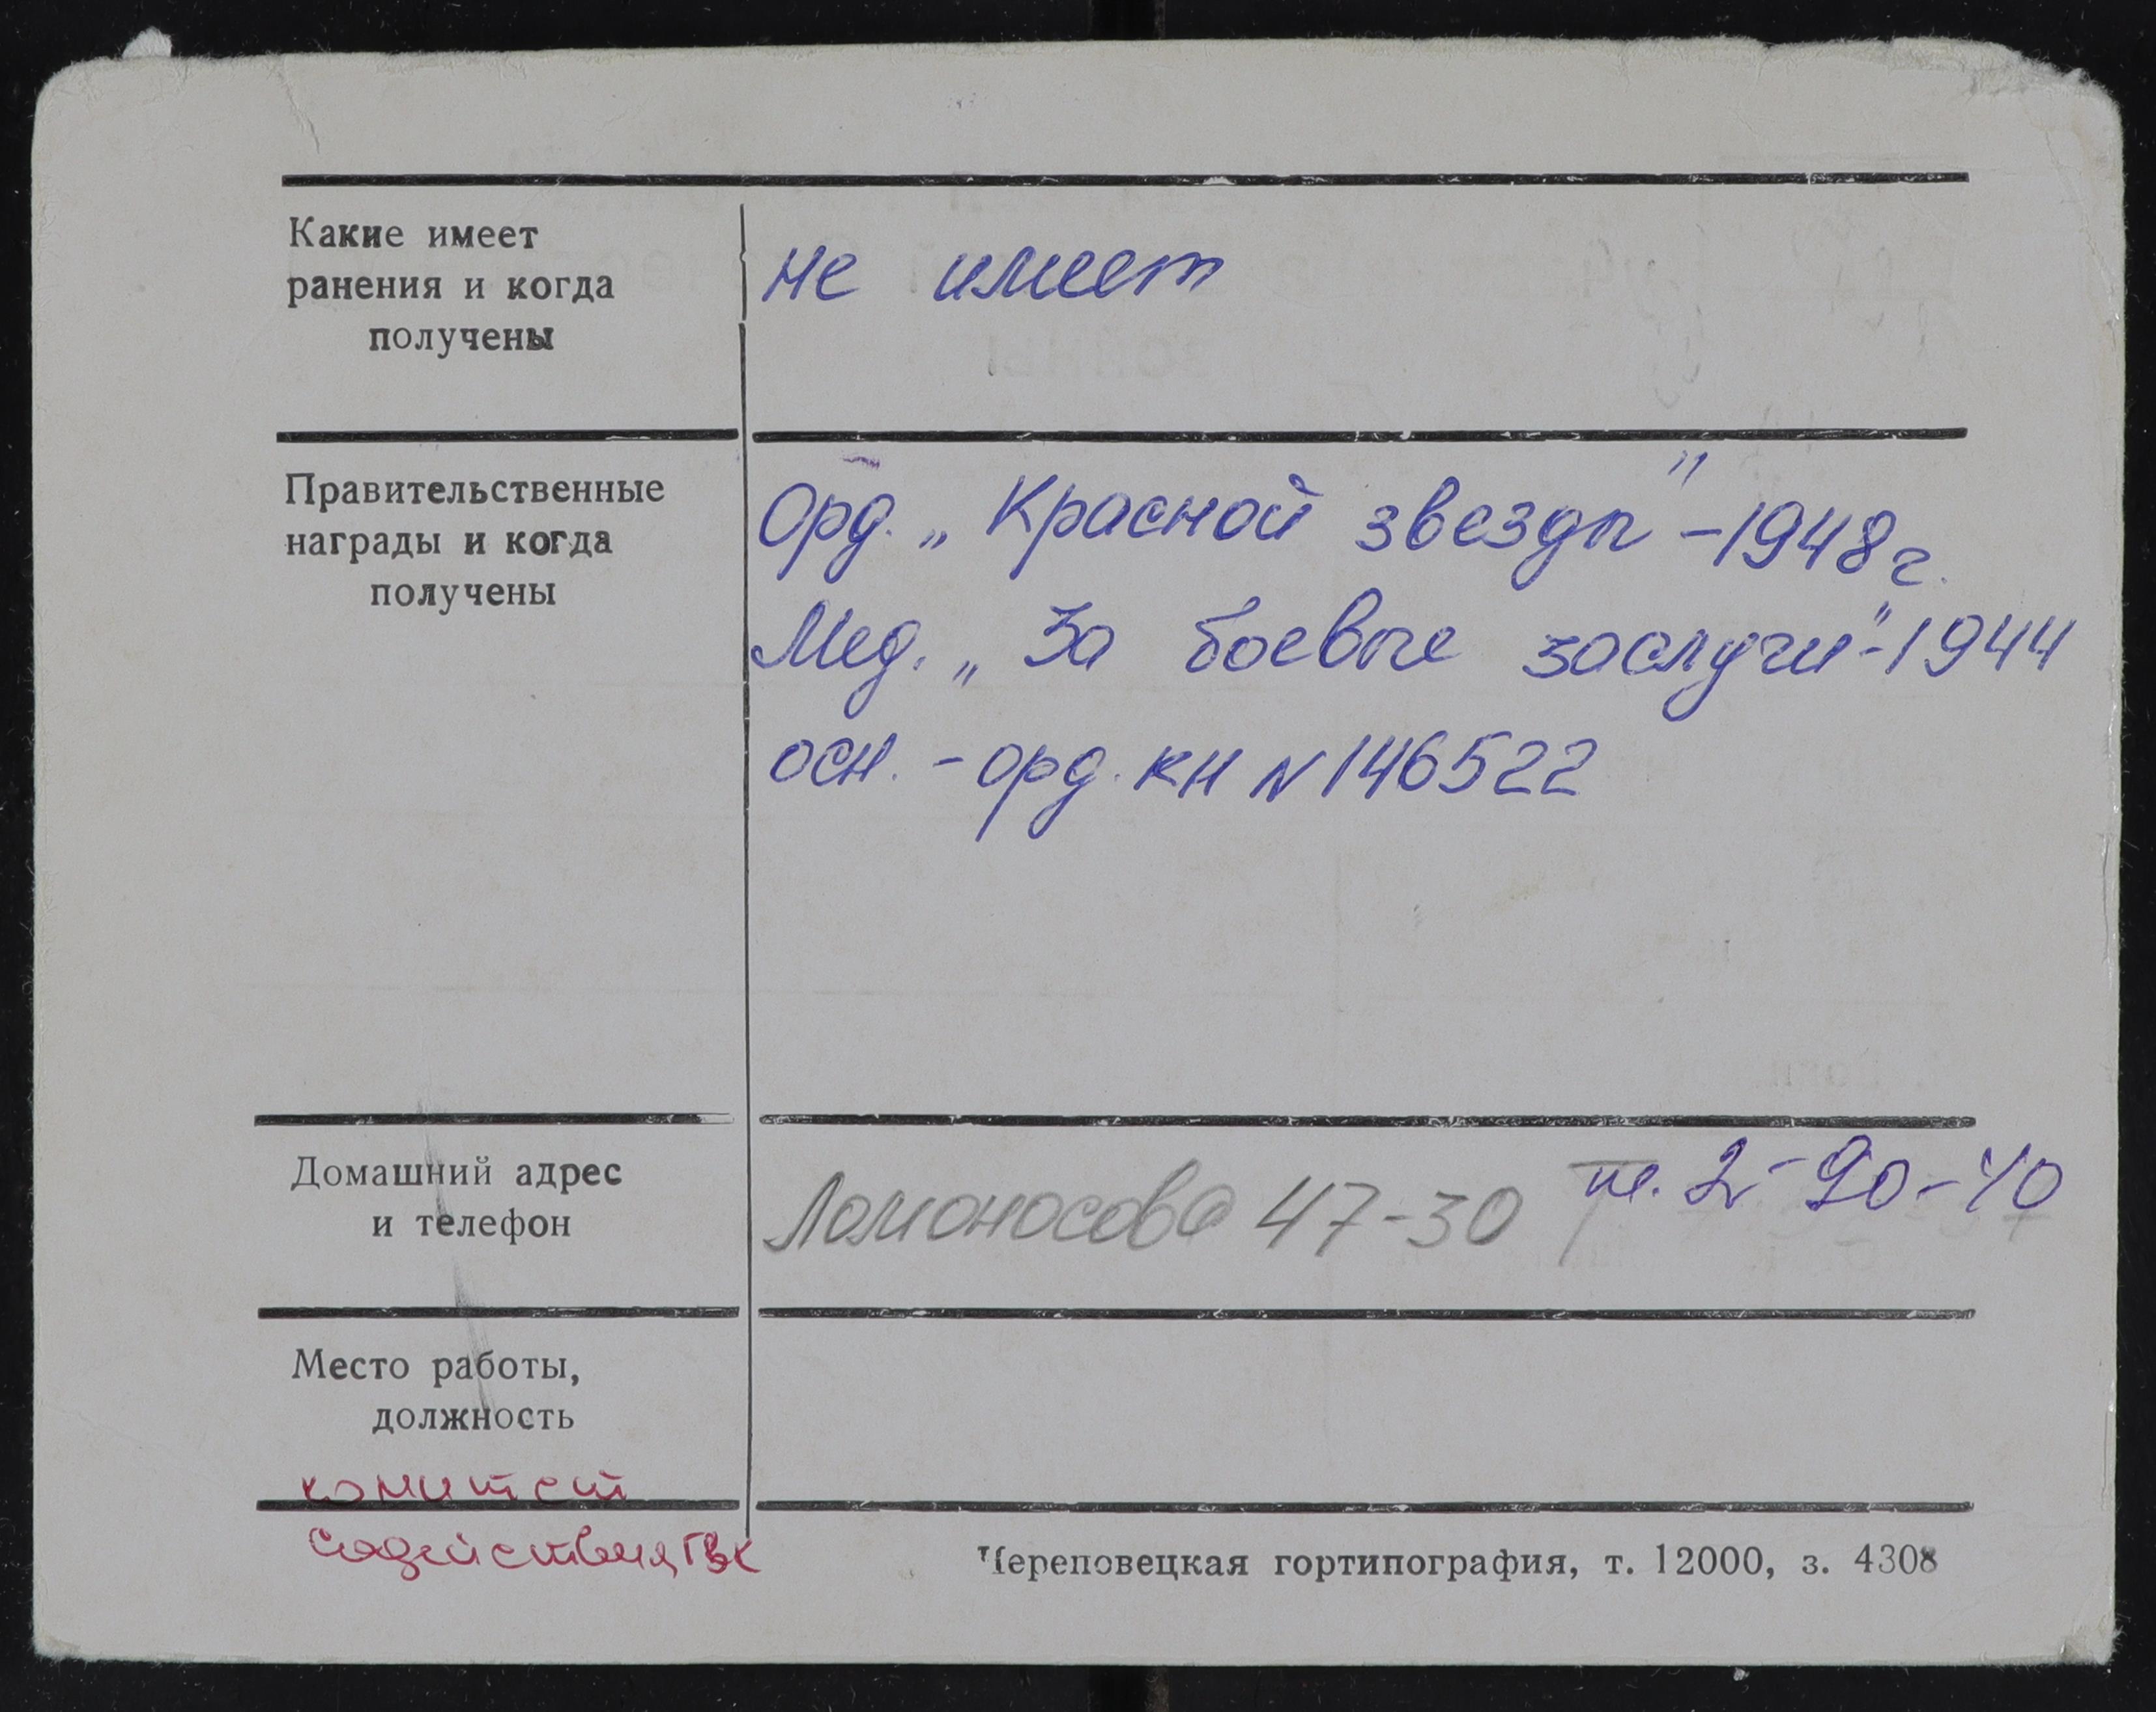 Какие имеет
ранения и когда
получены
не имеет
Правительственные
награды и когда
получены
Орд. „Красной звезды" - 1948 г.
Мед. „За боевые заслуги" - 1944
осн. - орд. кн N 146522
Домашний адрес
и телефон
Ломоносова 47-30 т. 2-90-40
Место работы,
должность
комитет
содействия ГВК
Череповецкая гортипография, т. 12000, з. 4308